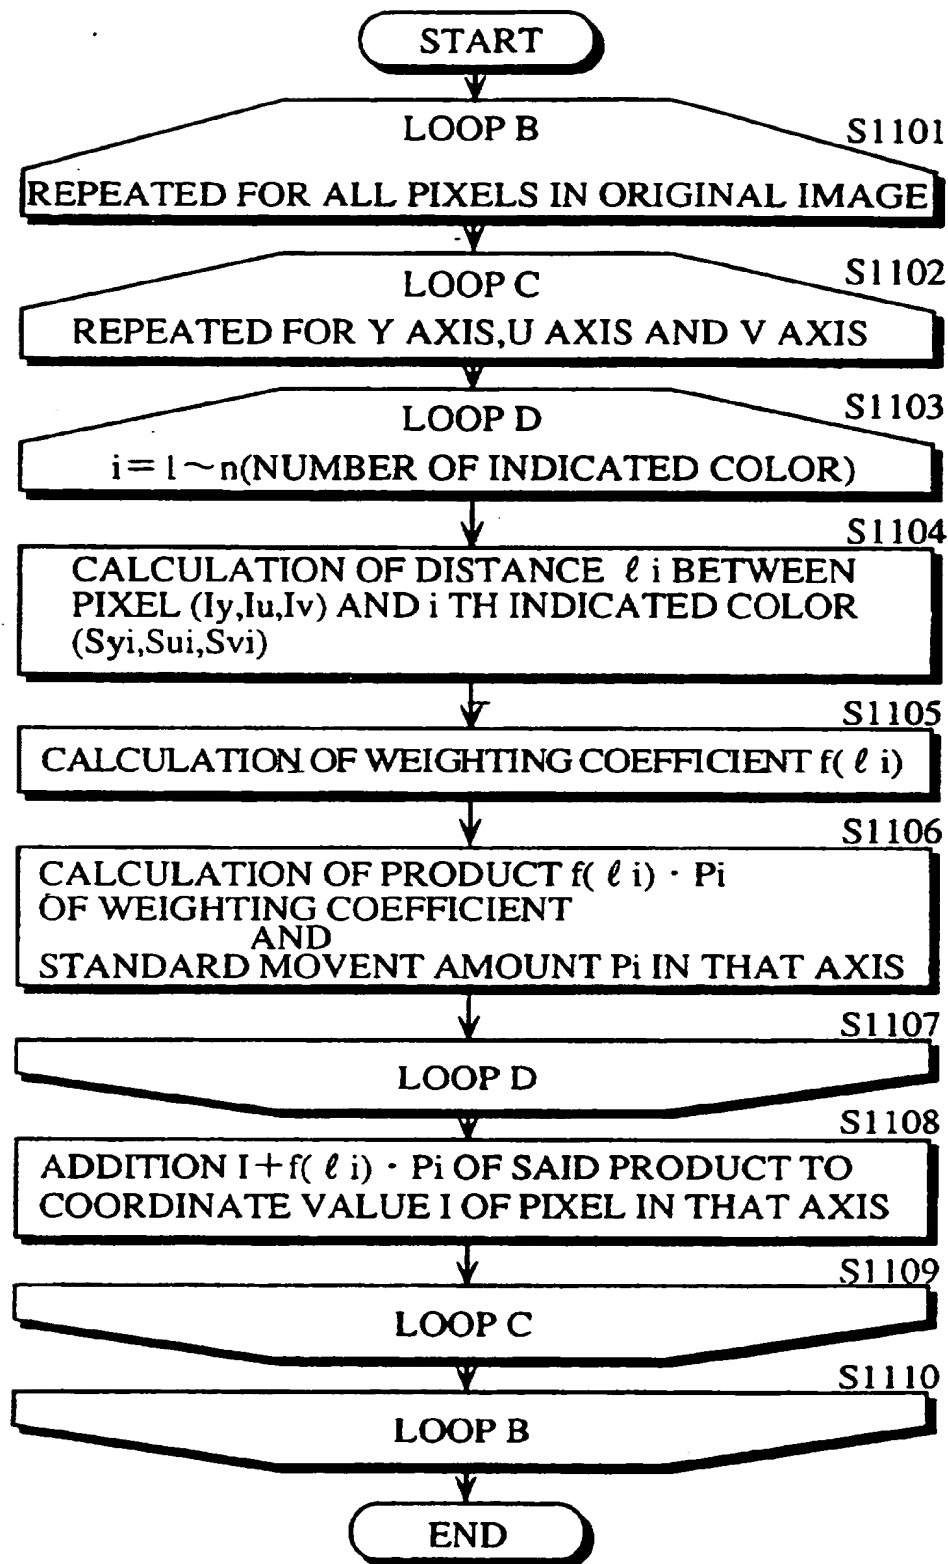 START
LOOP B
S1101
REPEATED FOR ALL PIXELS IN ORIGINAL IMAGE
LOOP C
S1102
REPEATED FOR Y AXIS,U AXIS AND V AXIS
LOOP D
S1103
i=1~n(NUMBER OF INDICATED COLOR)
S1104
CALCULATION OF DISTANCE ℓ i BETWEEN
PIXEL (Iy,Iu,Iv) AND i TH INDICATED COLOR
(Syi,Sui,Svi)
S1105
CALCULATION OF WEIGHTING COEFFICIENT f( ℓ i)
S1106
CALCULATION OF PRODUCT f( ℓ i) · Pi
OF WEIGHTING COEFFICIENT
AND
STANDARD MOVENT AMOUNT Pi IN THAT AXIS
S1107
LOOP D
S1108
ADDITION I+f( ℓ i) · Pi OF SAID PRODUCT TO
COORDINATE VALUE I OF PIXEL IN THAT AXIS
S1109
LOOP C
S1110
LOOP B
END